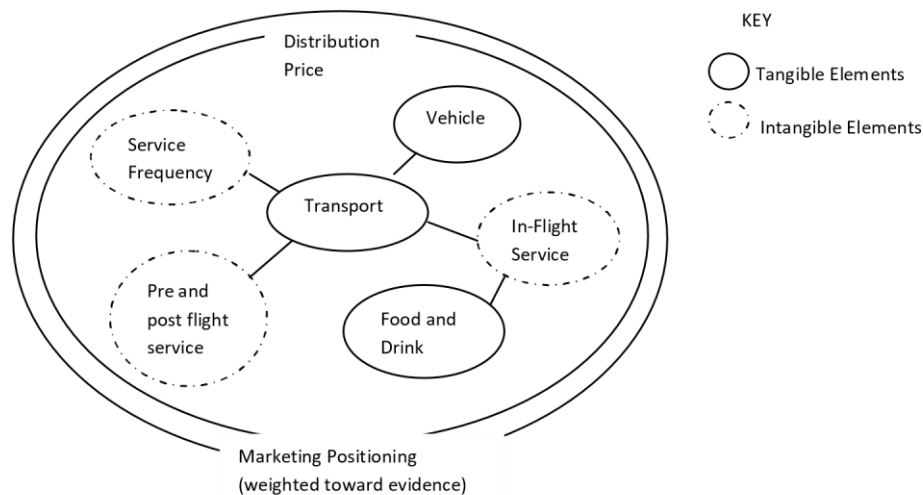 KEY
Tangible Elements
Intangible Elements
Distribution
Price
Vehicle
Service
Frequency
Transport
In-Flight
Service
Pre and
post flight
service
Food and
Drink
Marketing Positioning
(weighted toward evidence)